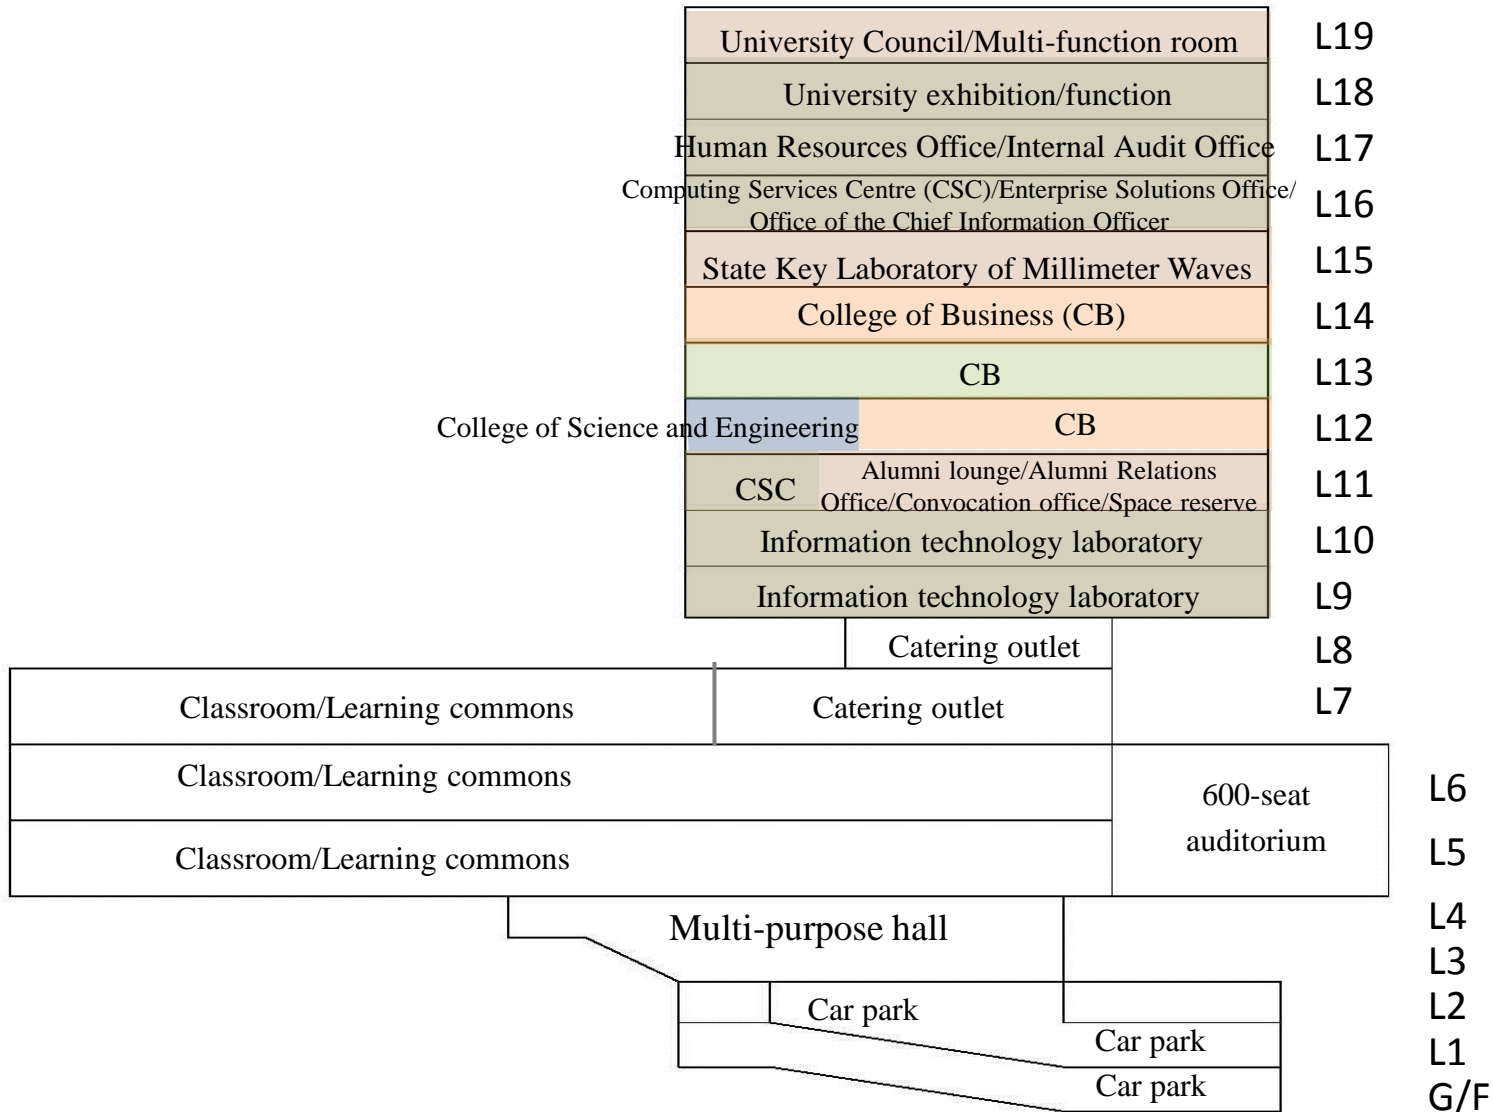 University Council/Multi-function room L19
University exhibition/function L18
Human Resources Office/Internal Audit Office L17
Computing Services Centre (CSC)/Enterprise Solutions Office/
Office of the Chief Information Officer L16
State Key Laboratory of Millimeter Waves L15
College of Business (CB) L14
CB L13
College of Science and Engineering CB L12
CSC Alumni lounge/Alumni Relations
Office/Convocation office/Space reserve L11
Information technology laboratory L10
Information technology laboratory L9
Catering outlet L8
Classroom/Learning commons Catering outlet L7
Classroom/Learning commons L6
600-seat
auditorium
Classroom/Learning commons L5
Multi-purpose hall L4
L3
Car park L2
Car park L1
Car park G/F